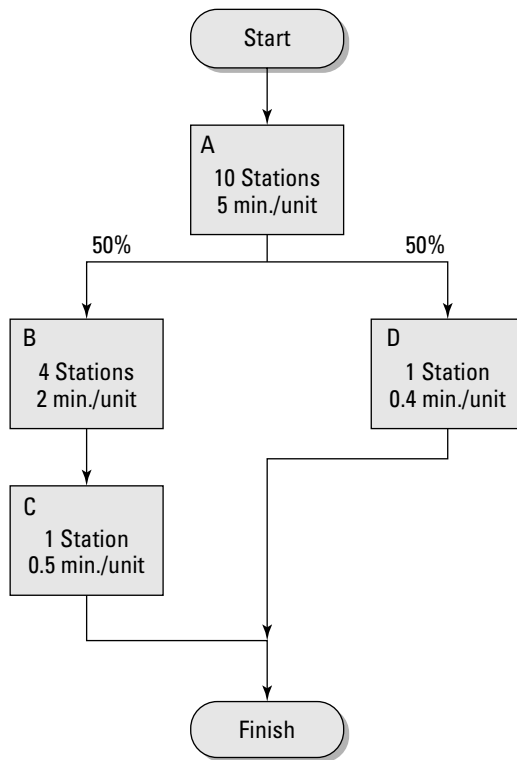 Start
A
10 Stations
5 min./unit
50%
50%
B
4 Stations
2 min./unit
D
1 Station
0.4 min./unit
C
1 Station
0.5 min./unit
Finish